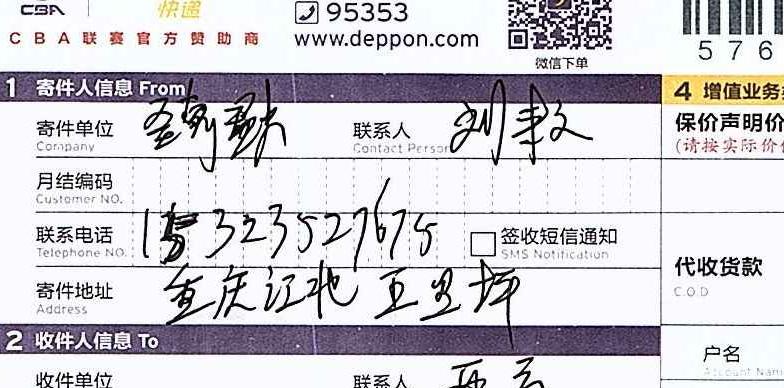 CBA 快递 95353
CBA联赛官方赞助商 www.deppon.com
微信下单
576
1 寄件人信息 From
4 增值业务
寄件单位 联系人 刘
Company Contact Person
保价声明价
(请按实际价
月结编码
Customer NO.
联系电话 323527675 签收短信通知
Telephone NO. SMS Notification
代收货款
C.O.D
寄件地址 重庆江北 五里坪
Address
2 收件人信息 To
户名
Account Nam
收件单位 联系人